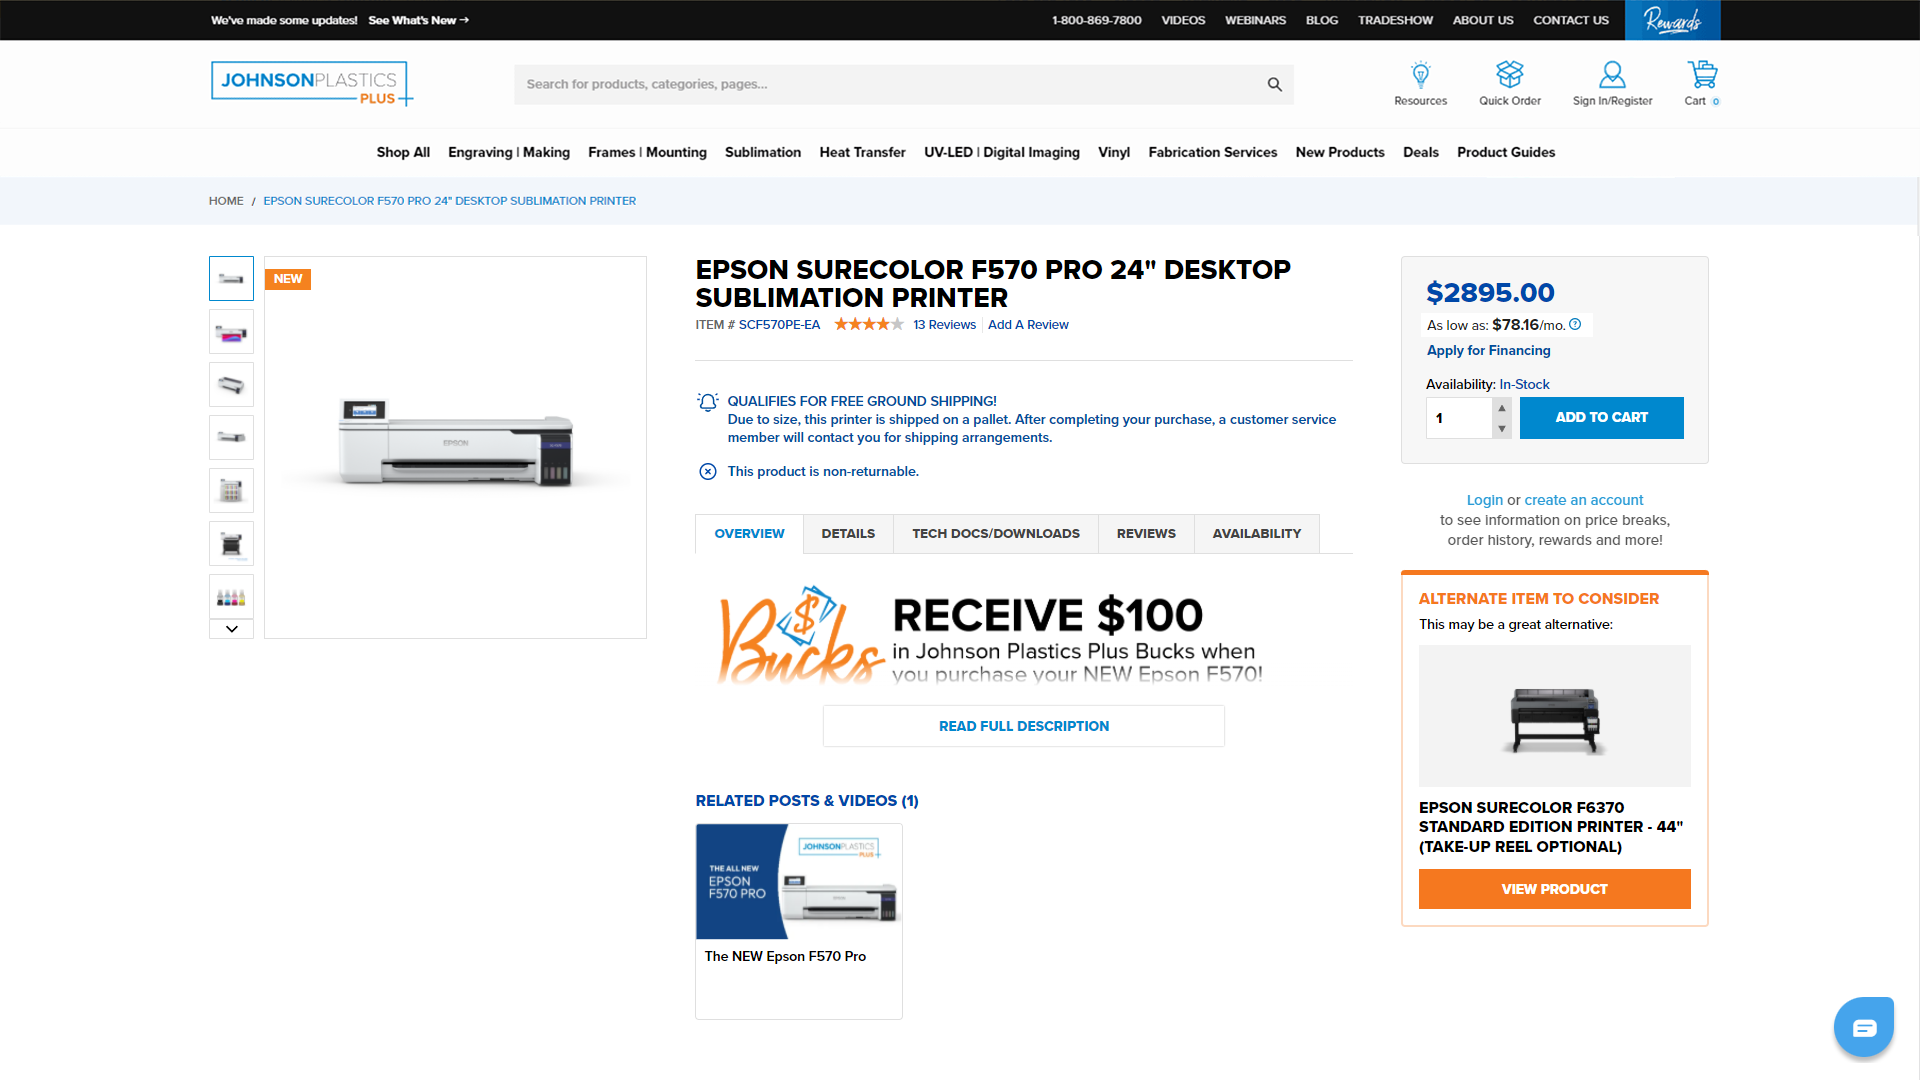 We've made some updates! See What's New →
1-800-869-7800 VIDEOS WEBINARS BLOG TRADESHOW ABOUT US CONTACT US Rewards
JOHNSONPLASTICS
PLUS
Search for products, categories, pages...
Resources Quick Order Sign In/Register Cart 0
Shop All Engraving | Making Frames | Mounting Sublimation Heat Transfer UV-LED | Digital Imaging Vinyl Fabrication Services New Products Deals Product Guides
HOME / EPSON SURECOLOR F570 PRO 24" DESKTOP SUBLIMATION PRINTER
NEW
EPSON
EPSON SURECOLOR F570 PRO 24" DESKTOP
SUBLIMATION PRINTER
ITEM # SCF570PE-EA 13 Reviews Add A Review
QUALIFIES FOR FREE GROUND SHIPPING!
Due to size, this printer is shipped on a pallet. After completing your purchase, a customer service
member will contact you for shipping arrangements.
This product is non-returnable.
OVERVIEW DETAILS TECH DOCS/DOWNLOADS REVIEWS AVAILABILITY
$ Bucks
RECEIVE $100
in Johnson Plastics Plus Bucks when
you purchase your NEW Epson F570!
READ FULL DESCRIPTION
RELATED POSTS & VIDEOS (1)
JOHNSONPLASTICS
PLUS
THE ALL NEW
EPSON
F570 PRO
The NEW Epson F570 Pro
$2895.00
As low as: $78.16/mo. ?
Apply for Financing
Availability: In-Stock
1
ADD TO CART
Login or create an account
to see information on price breaks,
order history, rewards and more!
ALTERNATE ITEM TO CONSIDER
This may be a great alternative:
EPSON SURECOLOR F6370
STANDARD EDITION PRINTER - 44"
(TAKE-UP REEL OPTIONAL)
VIEW PRODUCT